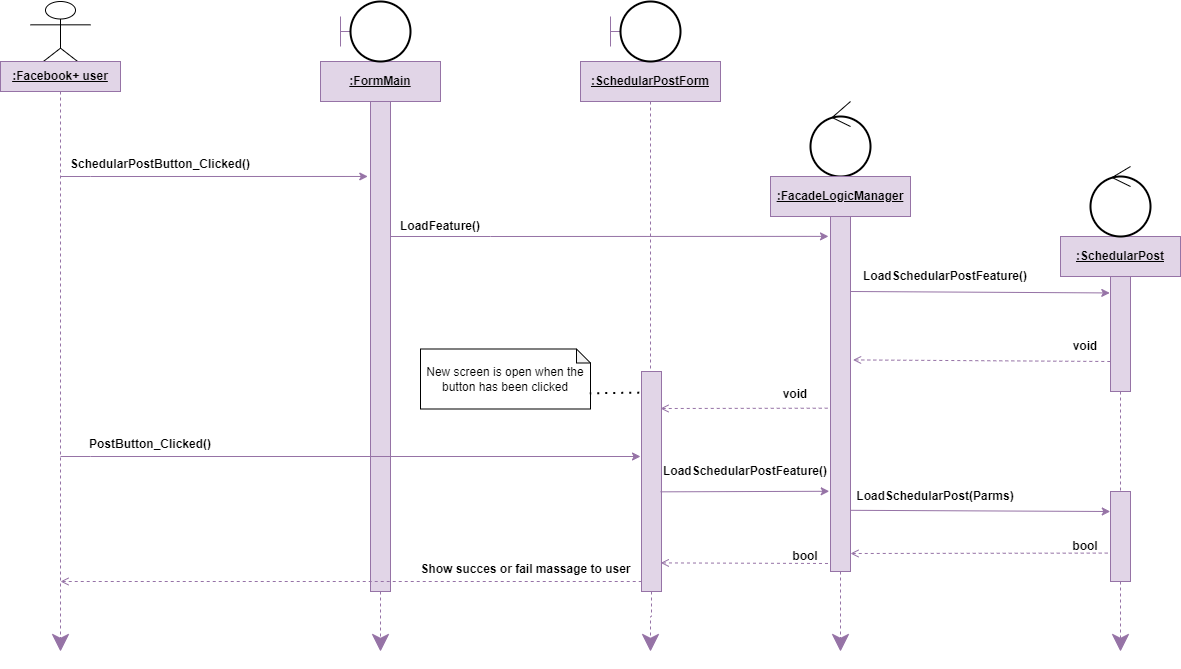 :Facebook+ user
:FormMain
:SchedularPostForm
SchedularPostButton_Clicked()
:FacadeLogicManager
LoadFeature()
:SchedularPost
LoadSchedularPostFeature()
void
New screen is open when the
button has been clicked
void
PostButton_Clicked()
LoadSchedularPostFeature()
LoadSchedularPost(Parms)
bool
bool
Show succes or fail massage to user